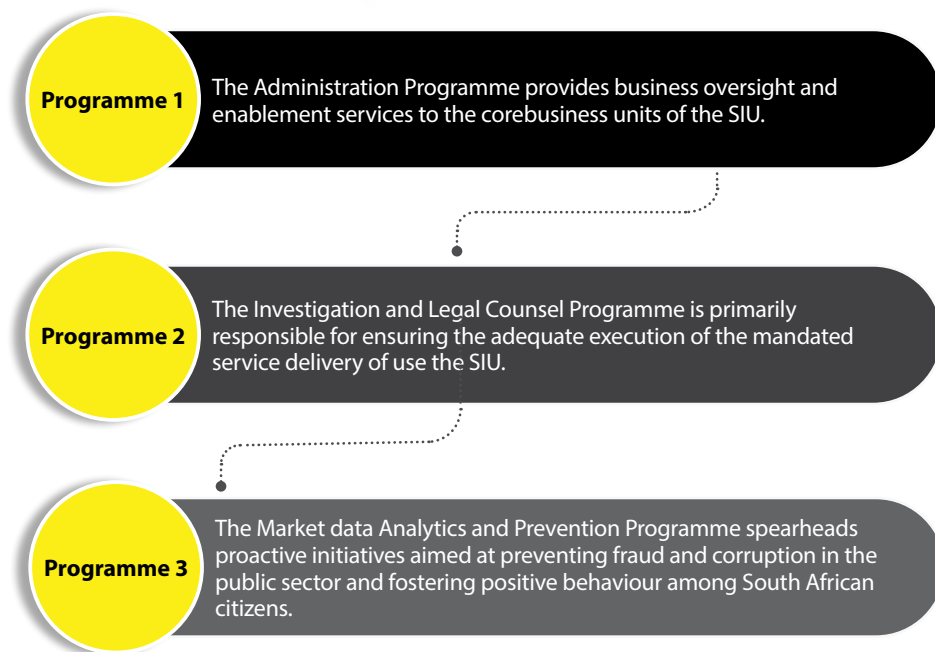 Programme 1
The Administration Programme provides business oversight and
enablement services to the corebusiness units of the SIU.
Programme 2
The Investigation and Legal Counsel Programme is primarily
responsible for ensuring the adequate execution of the mandated
service delivery of use the SIU.
Programme 3
The Market data Analytics and Prevention Programme spearheads
proactive initiatives aimed at preventing fraud and corruption in the
public sector and fostering positive behaviour among South African
citizens.